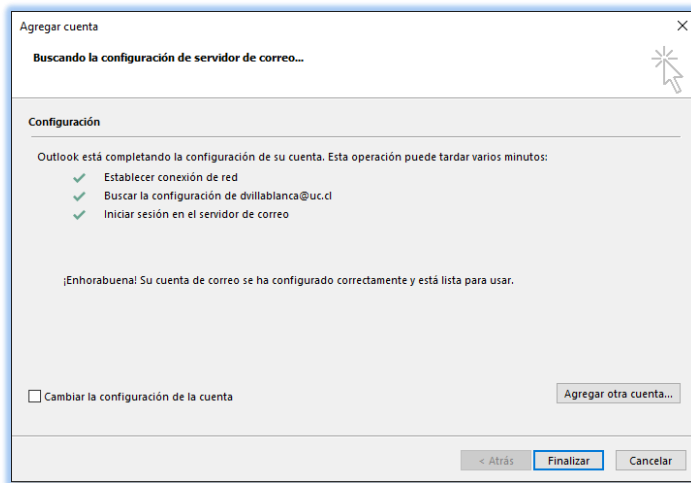 Agregar cuenta
Buscando la configuración de servidor de correo...
Configuración
Outlook está completando la configuración de su cuenta. Esta operación puede tardar varios minutos:
Establecer conexión de red
Buscar la configuración de dvillablanca@uc.cl
Iniciar sesión en el servidor de correo
¡Enhorabuena! Su cuenta de correo se ha configurado correctamente y está lista para usar.
Cambiar la configuración de la cuenta
Agregar otra cuenta...
< Atrás
Finalizar
Cancelar